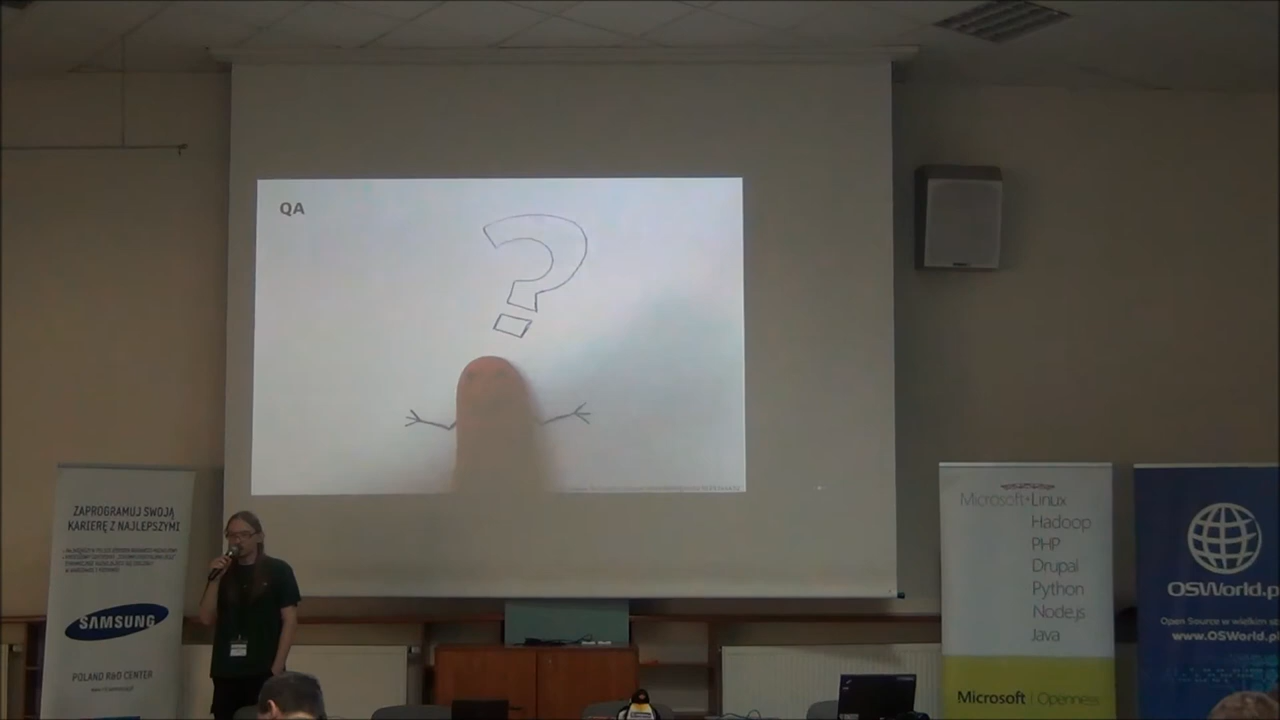 QA
ZAPROGRAMUJ SWOJĄ
KARIERĘ Z NAJLEPSZYMI
SAMSUNG
POLAND R&D CENTER
Microsoft+Linux
Hadoop
PHP
Drupal
Python
Node.js
Java
Microsoft | Openness
OSWorld.p
Open Source w wielkim
www.OSWorld.pl